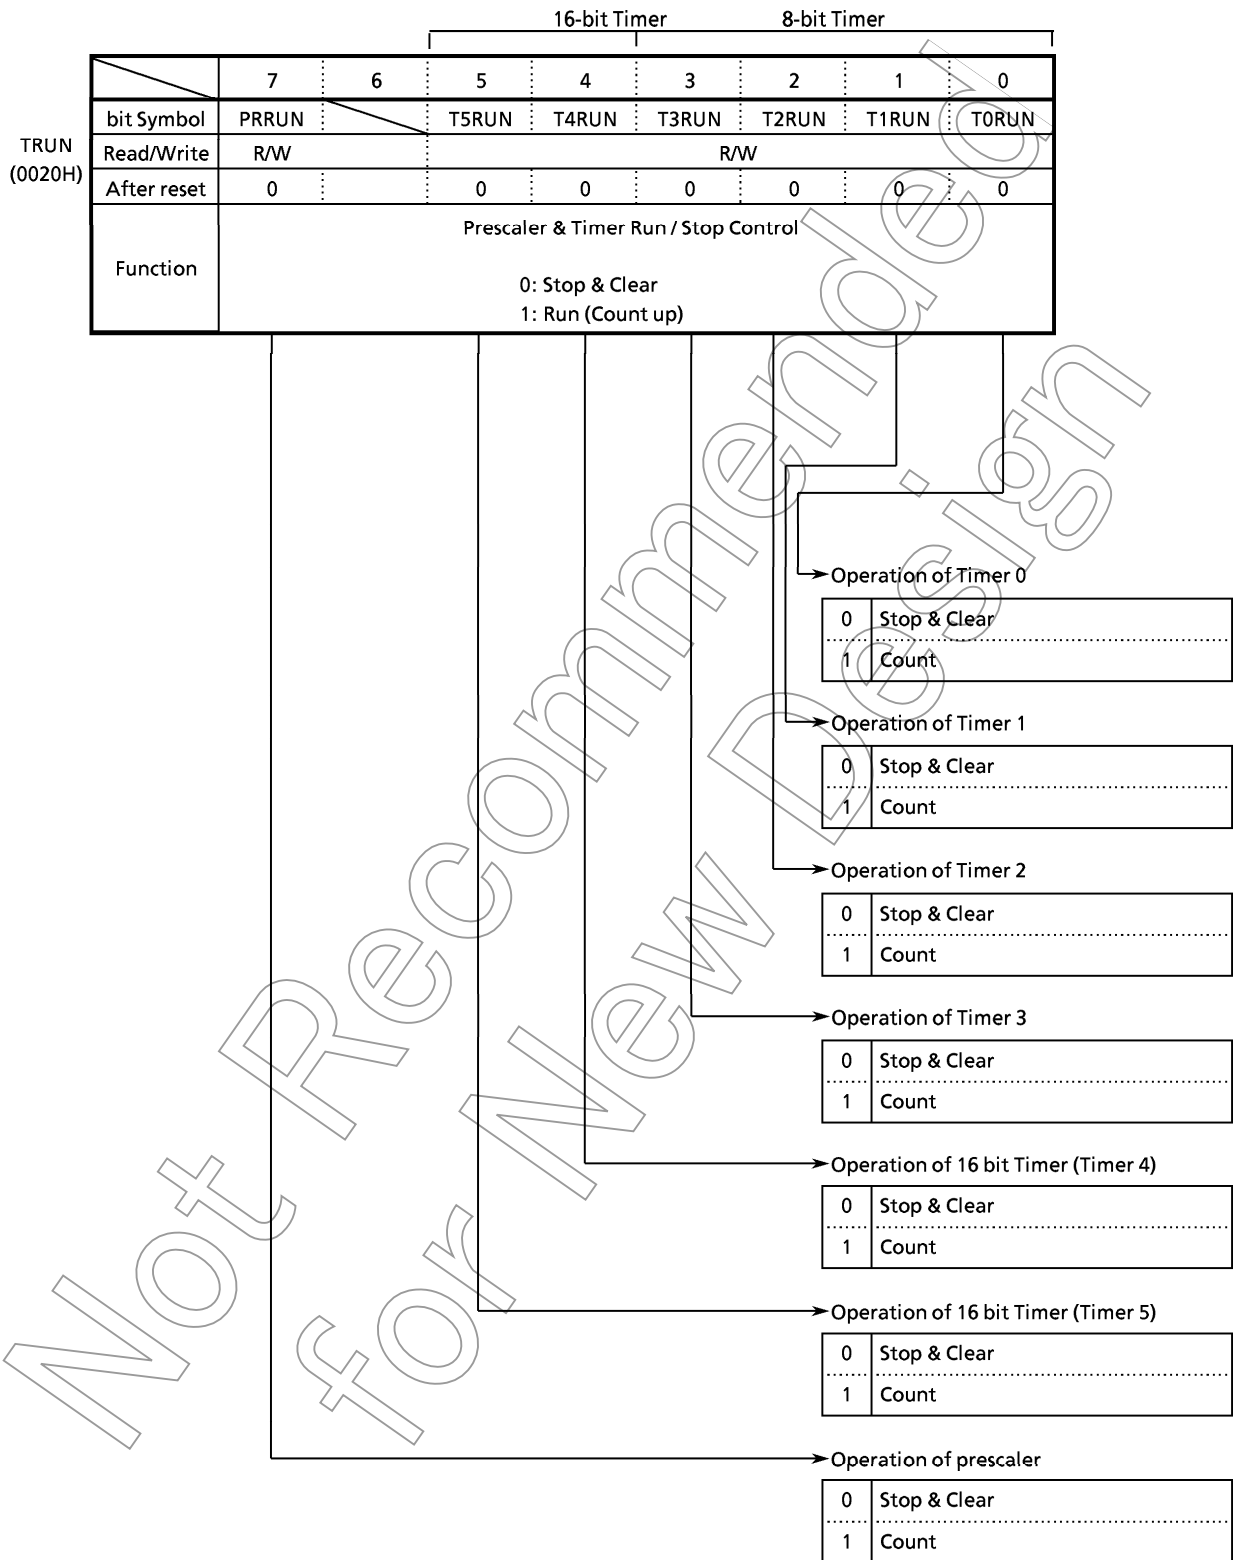 16-bit Timer 8-bit Timer
7 6 5 4 3 2 1 0
TRUN
(0020H)
bit Symbol PRRUN T5RUN T4RUN T3RUN T2RUN T1RUN T0RUN
Read/Write R/W R/W
After reset 0 0 0 0 0 0 0
Function
Prescaler & Timer Run / Stop Control
0: Stop & Clear
1: Run (Count up)
Operation of Timer 0
0 Stop & Clear
1 Count
Operation of Timer 1
0 Stop & Clear
1 Count
Operation of Timer 2
0 Stop & Clear
1 Count
Operation of Timer 3
0 Stop & Clear
1 Count
Operation of 16 bit Timer (Timer 4)
0 Stop & Clear
1 Count
Operation of 16 bit Timer (Timer 5)
0 Stop & Clear
1 Count
Operation of prescaler
0 Stop & Clear
1 Count
Not Recommended
for New Design